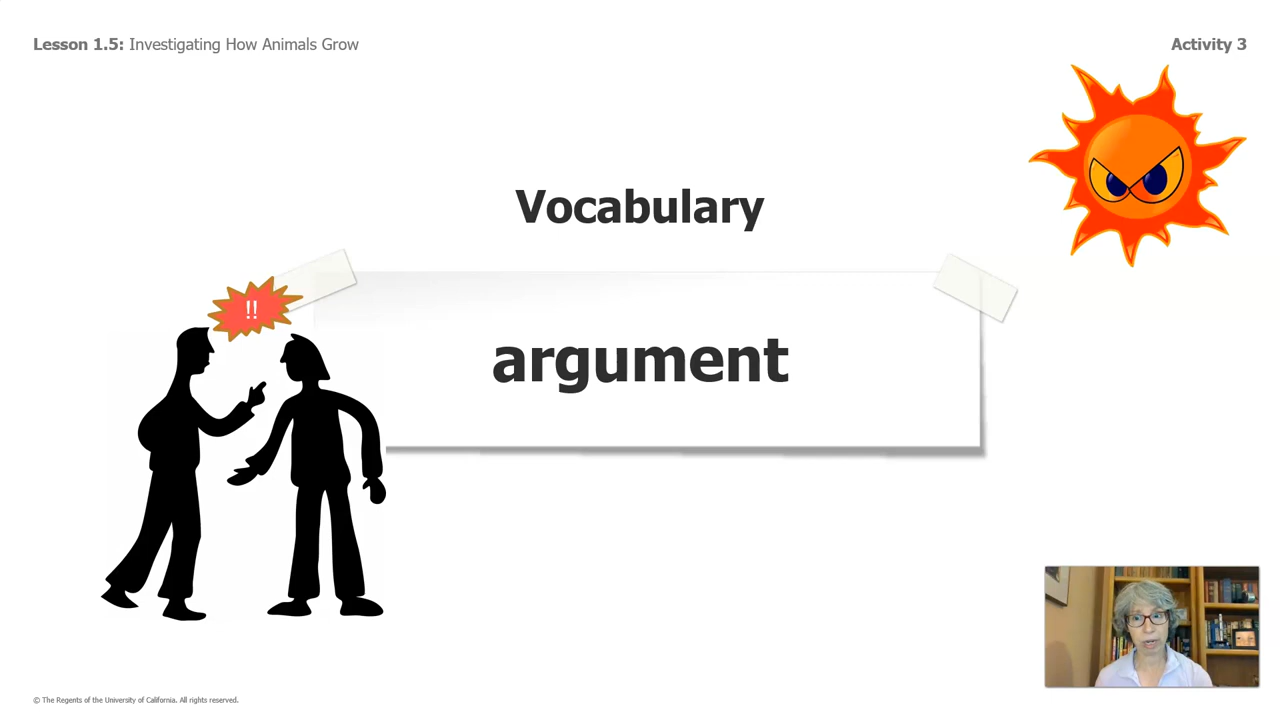 Lesson 1.5: Investigating How Animals Grow
Activity 3
Vocabulary
!!
argument
© The Regents of the University of California. All rights reserved.